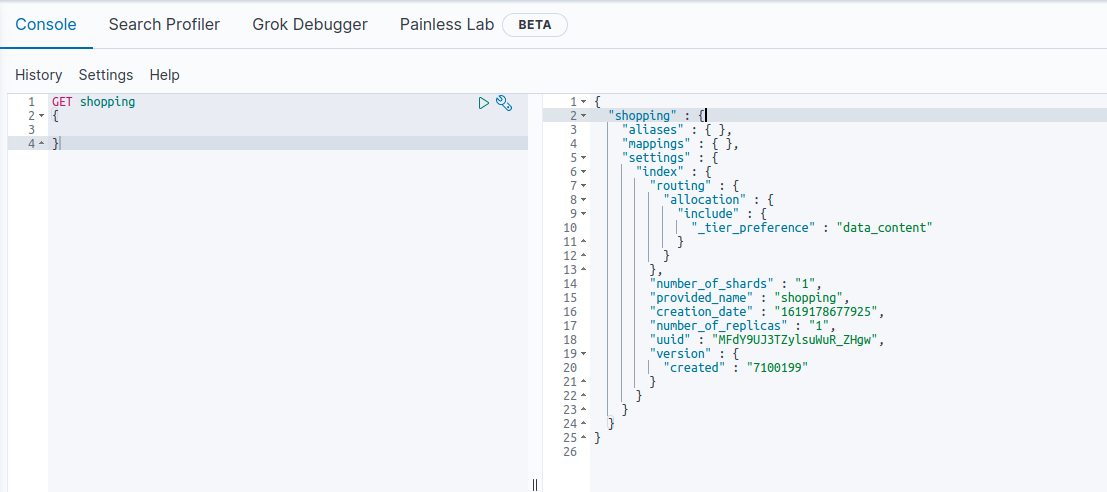 Console Search Profiler Grok Debugger Painless Lab BETA
History Settings Help
1 GET shopping
2 {
3
4 }
1 {
2 "shopping" : {
3 "aliases" : { },
4 "mappings" : { },
5 "settings" : {
6 "index" : {
7 "routing" : {
8 "allocation" : {
9 "include" : {
10 "_tier_preference" : "data_content"
11 }
12 }
13 },
14 "number_of_shards" : "1",
15 "provided_name" : "shopping",
16 "creation_date" : "1619178677925",
17 "number_of_replicas" : "1",
18 "uuid" : "MFdY9UJ3TZylsuWuR_ZHgw",
19 "version" : {
20 "created" : "7100199"
21 }
22 }
23 }
24 }
25 }
26